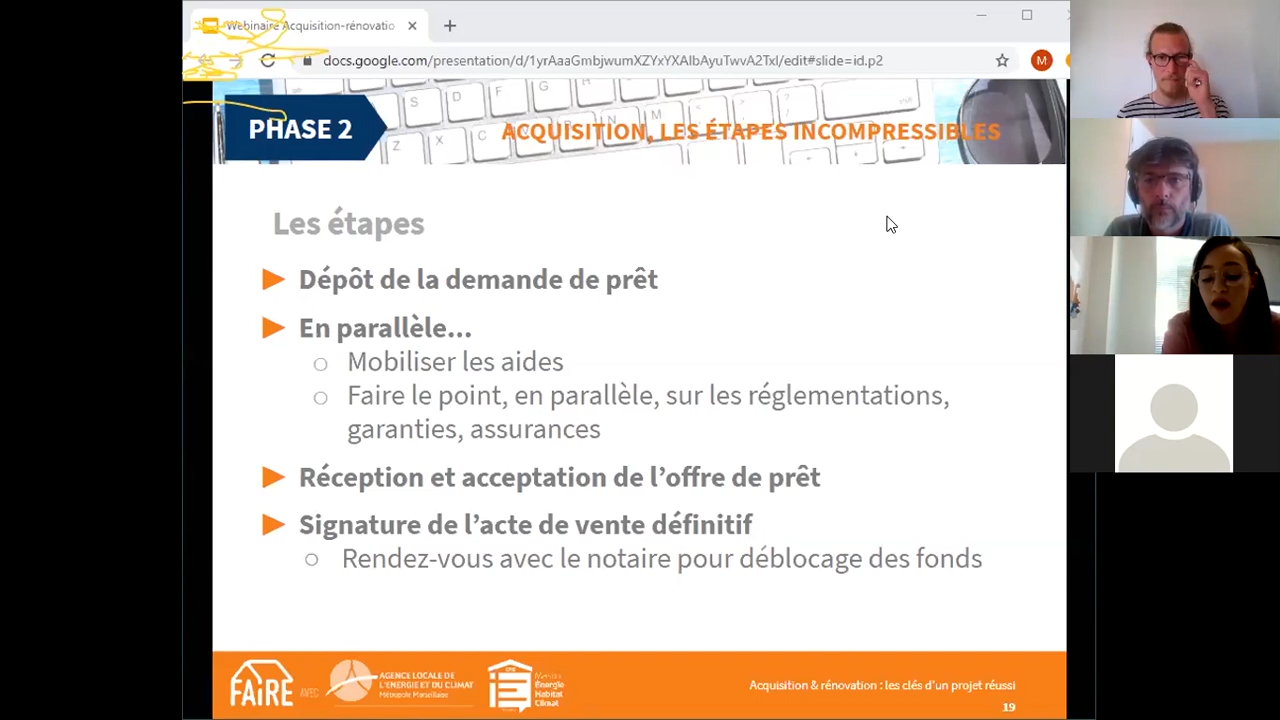 Webinaire Acquisition-rénovatio
docs.google.com/presentation/d/1yrAaaGmbjwumXZYxYXAIbAyuTwvA2TxI/edit#slide=id.p2
M
PHASE 2
ACQUISITION, LES ÉTAPES INCOMPRESSIBLES
Les étapes
Dépôt de la demande de prêt
En parallèle...
Mobiliser les aides
Faire le point, en parallèle, sur les réglementations,
garanties, assurances
Réception et acceptation de l'offre de prêt
Signature de l'acte de vente définitif
Rendez-vous avec le notaire pour déblocage des fonds
FAIRE
AVEC
AGENCE LOCALE DE
L'ENERGIE ET DU CLIMAT
Métropole Marseillaise
Énergie
Habitat
Climat
Acquisition & rénovation : les clés d'un projet réussi
19